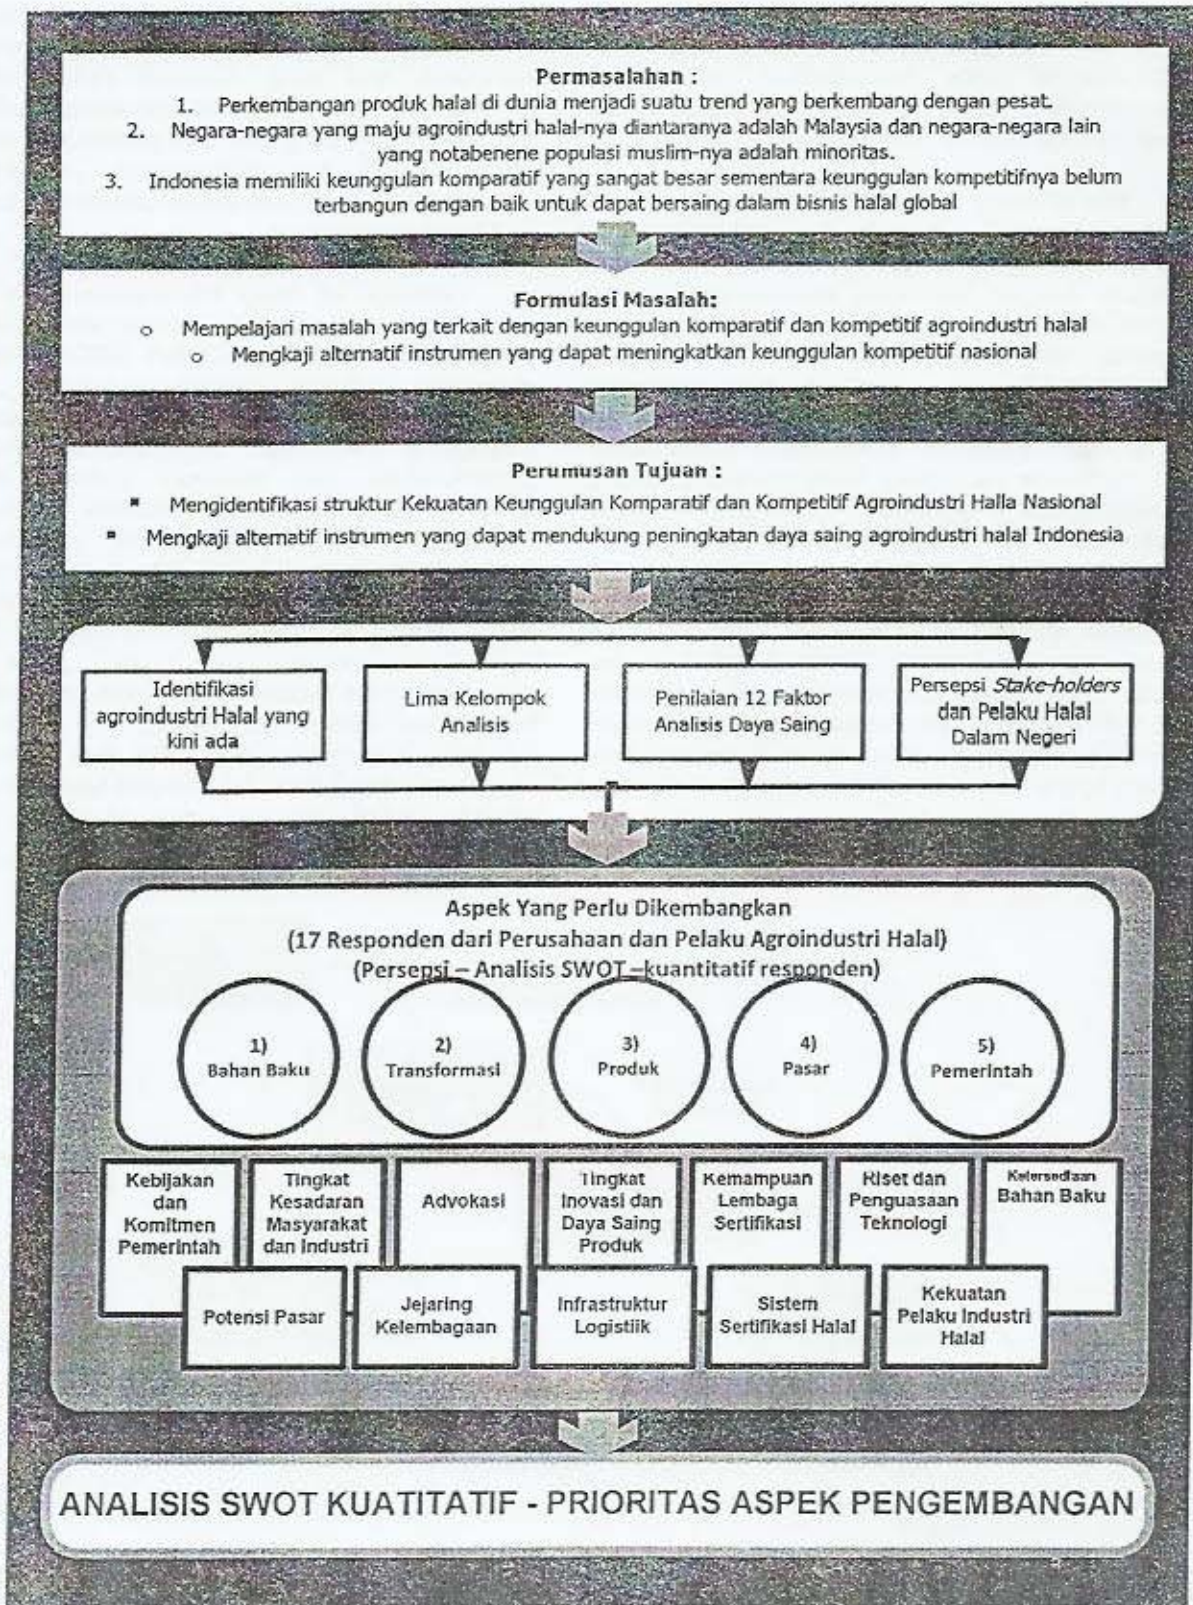 Permasalahan :
1. Perkembangan produk halal di dunia menjadi suatu trend yang berkembang dengan pesat.
2. Negara-negara yang maju agroindustri halal-nya diantaranya adalah Malaysia dan negara-negara lain
yang notabenene populasi muslim-nya adalah minoritas.
3. Indonesia memiliki keunggulan komparatif yang sangat besar sementara keunggulan kompetitifnya belum
terbangun dengan baik untuk dapat bersaing dalam bisnis halal global
Formulasi Masalah:
o Mempelajari masalah yang terkait dengan keunggulan komparatif dan kompetitif agroindustri halal
o Mengkaji alternatif instrumen yang dapat meningkatkan keunggulan kompetitif nasional
Perumusan Tujuan :
▪ Mengidentifikasi struktur Kekuatan Keunggulan Komparatif dan Kompetitif Agroindustri Halla Nasional
▪ Mengkaji alternatif instrumen yang dapat mendukung peningkatan daya saing agroindustri halal Indonesia
Identifikasi
agroindustri Halal yang
kini ada
Lima Kelompok
Analisis
Penilaian 12 Faktor
Analisis Daya Saing
Persepsi Stake-holders
dan Pelaku Halal
Dalam Negeri
Aspek Yang Perlu Dikembangkan
(17 Responden dari Perusahaan dan Pelaku Agroindustri Halal)
(Persepsi – Analisis SWOT –kuantitatif responden)
1)
Bahan Baku
2)
Transformasi
3)
Produk
4)
Pasar
5)
Pemerintah
Kebijakan
dan
Komitmen
Pemerintah
Tingkat
Kesadaran
Masyarakat
dan Industri
Advokasi
Tingkat
Inovasi dan
Daya Saing
Produk
Kemampuan
Lembaga
Sertifikasi
Riset dan
Penguasaan
Teknologi
Ketersediaan
Bahan Baku
Potensi Pasar
Jejaring
Kelembagaan
Infrastruktur
Logistiik
Sistem
Sertifikasi Halal
Kekuatan
Pelaku Industri
Halal
ANALISIS SWOT KUATITATIF - PRIORITAS ASPEK PENGEMBANGAN